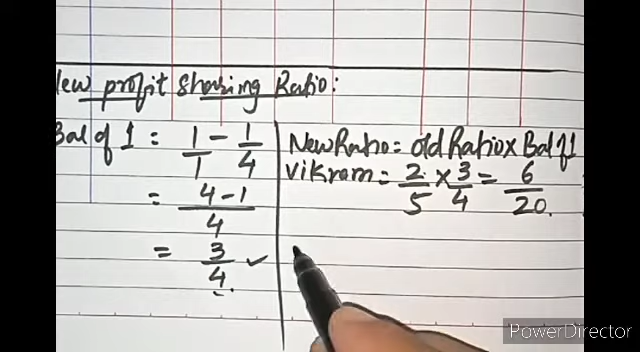 New profit Sharing Ratio:
Bal of 1 = 1/1 - 1/4
= 4-1/4
= 3/4 ✓
New Ratio = old Ratio x Bal of 1
Vikram = 2/5 x 3/4 = 6/20.
PowerDirector